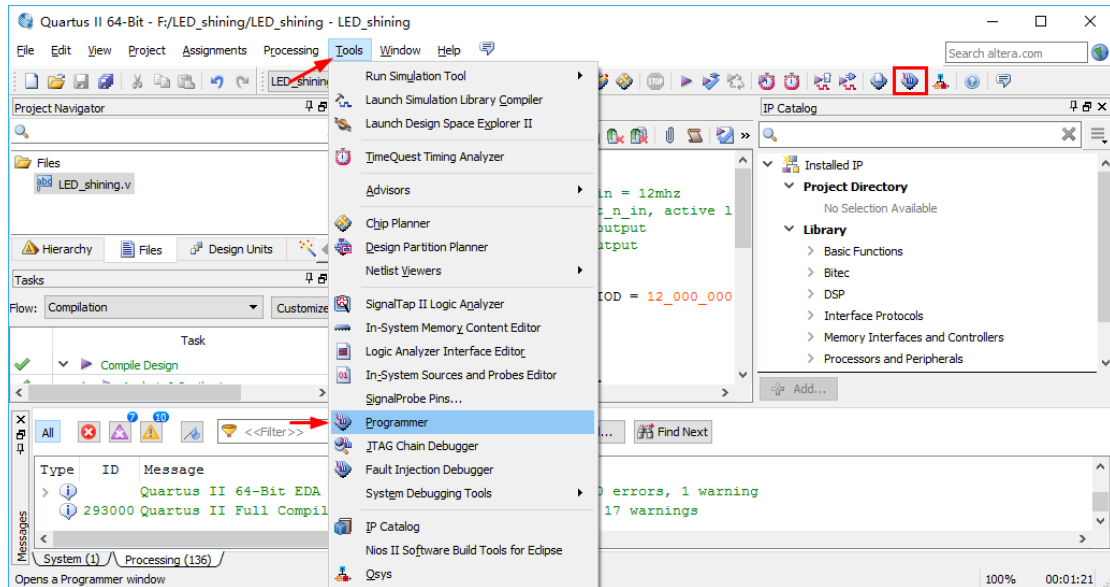 Quartus II 64-Bit - F:/LED_shining/LED_shining - LED_shining
File Edit View Project Assignments Processing Tools Window Help
Search altera.com
LED_shining
Project Navigator
Files
LED_shining.v
Hierarchy Files Design Units
Tasks
Flow: Compilation Customize
Task
Compile Design
Run Simulation Tool
Launch Simulation Library Compiler
Launch Design Space Explorer II
TimeQuest Timing Analyzer
Advisors
Chip Planner
Design Partition Planner
Netlist Viewers
SignalTap II Logic Analyzer
In-System Memory Content Editor
Logic Analyzer Interface Editor
In-System Sources and Probes Editor
SignalProbe Pins...
Programmer
JTAG Chain Debugger
Fault Injection Debugger
System Debugging Tools
IP Catalog
Nios II Software Build Tools for Eclipse
Qsys
in = 12mhz
t_n_in, active l
output
utput
IOD = 12_000_000
IP Catalog
Installed IP
Project Directory
No Selection Available
Library
Basic Functions
Bitec
DSP
Interface Protocols
Memory Interfaces and Controllers
Processors and Peripherals
Add...
All 7 10 <<Filter>> ... Find Next
Type ID Message
Quartus II 64-Bit EDA 0 errors, 1 warning
293000 Quartus II Full Compil 17 warnings
Messages
System (1) Processing (136)
Opens a Programmer window
100% 00:01:21